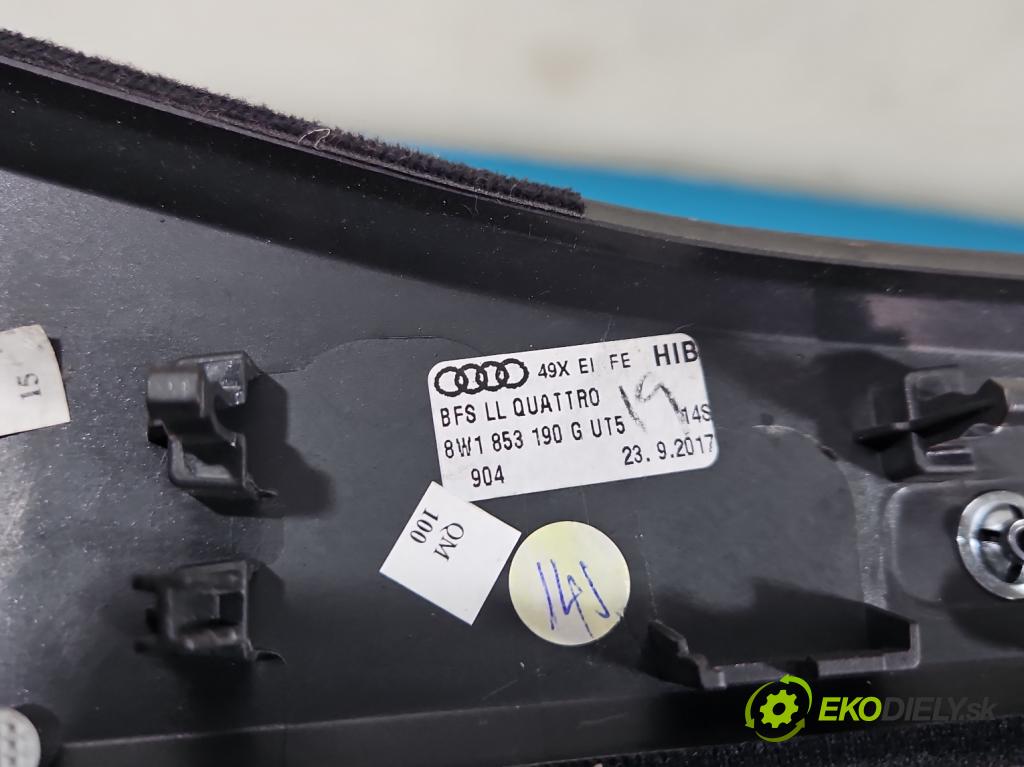 49X EI FE HIB
BFS LL QUATTRO
8W1 853 190 G UT5 14S
904 23.9.2017
15
QM
100
14J
EKODIELY.sk